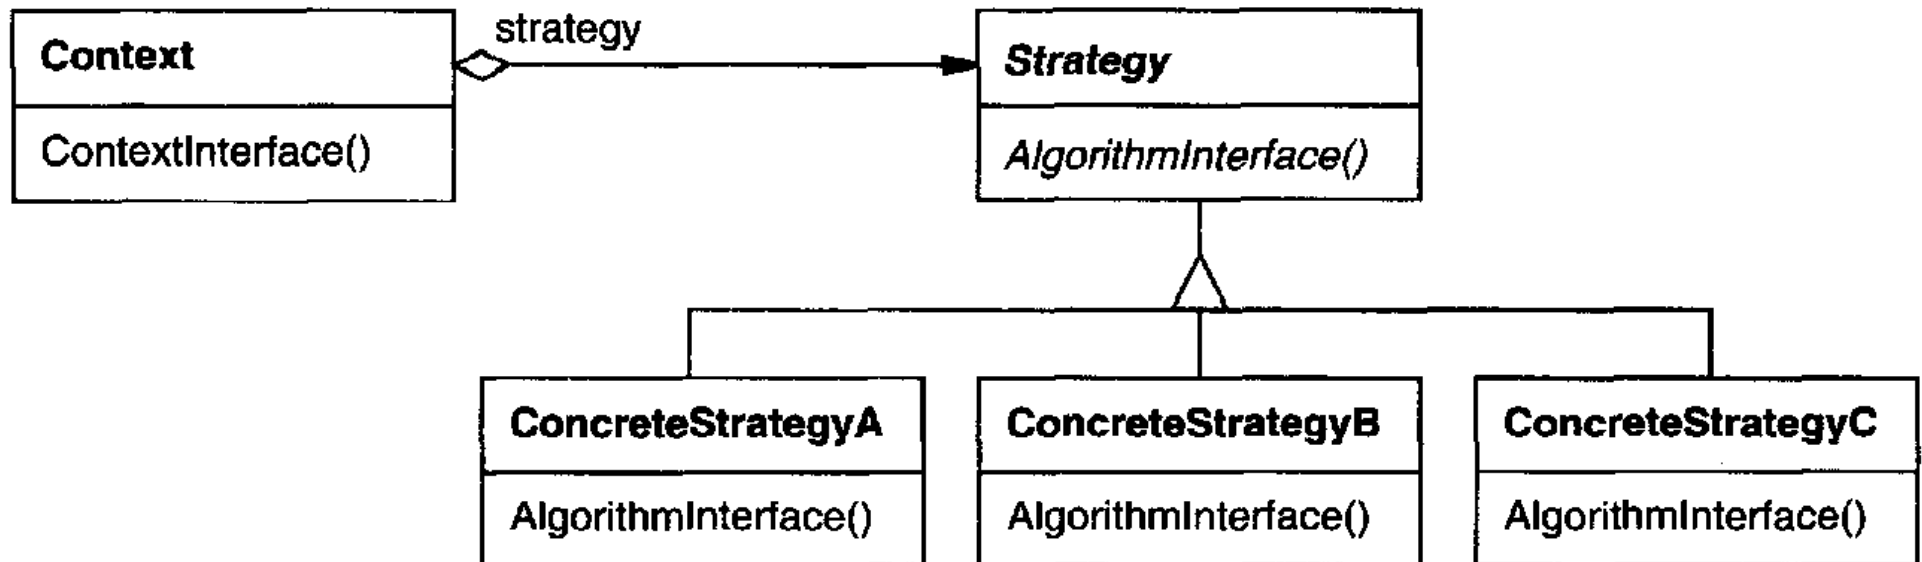 strategy
Context
Strategy
ContextInterface()
AlgorithmInterface()
ConcreteStrategyA
ConcreteStrategyB
ConcreteStrategyC
AlgorithmInterface()
AlgorithmInterface()
AlgorithmInterface()